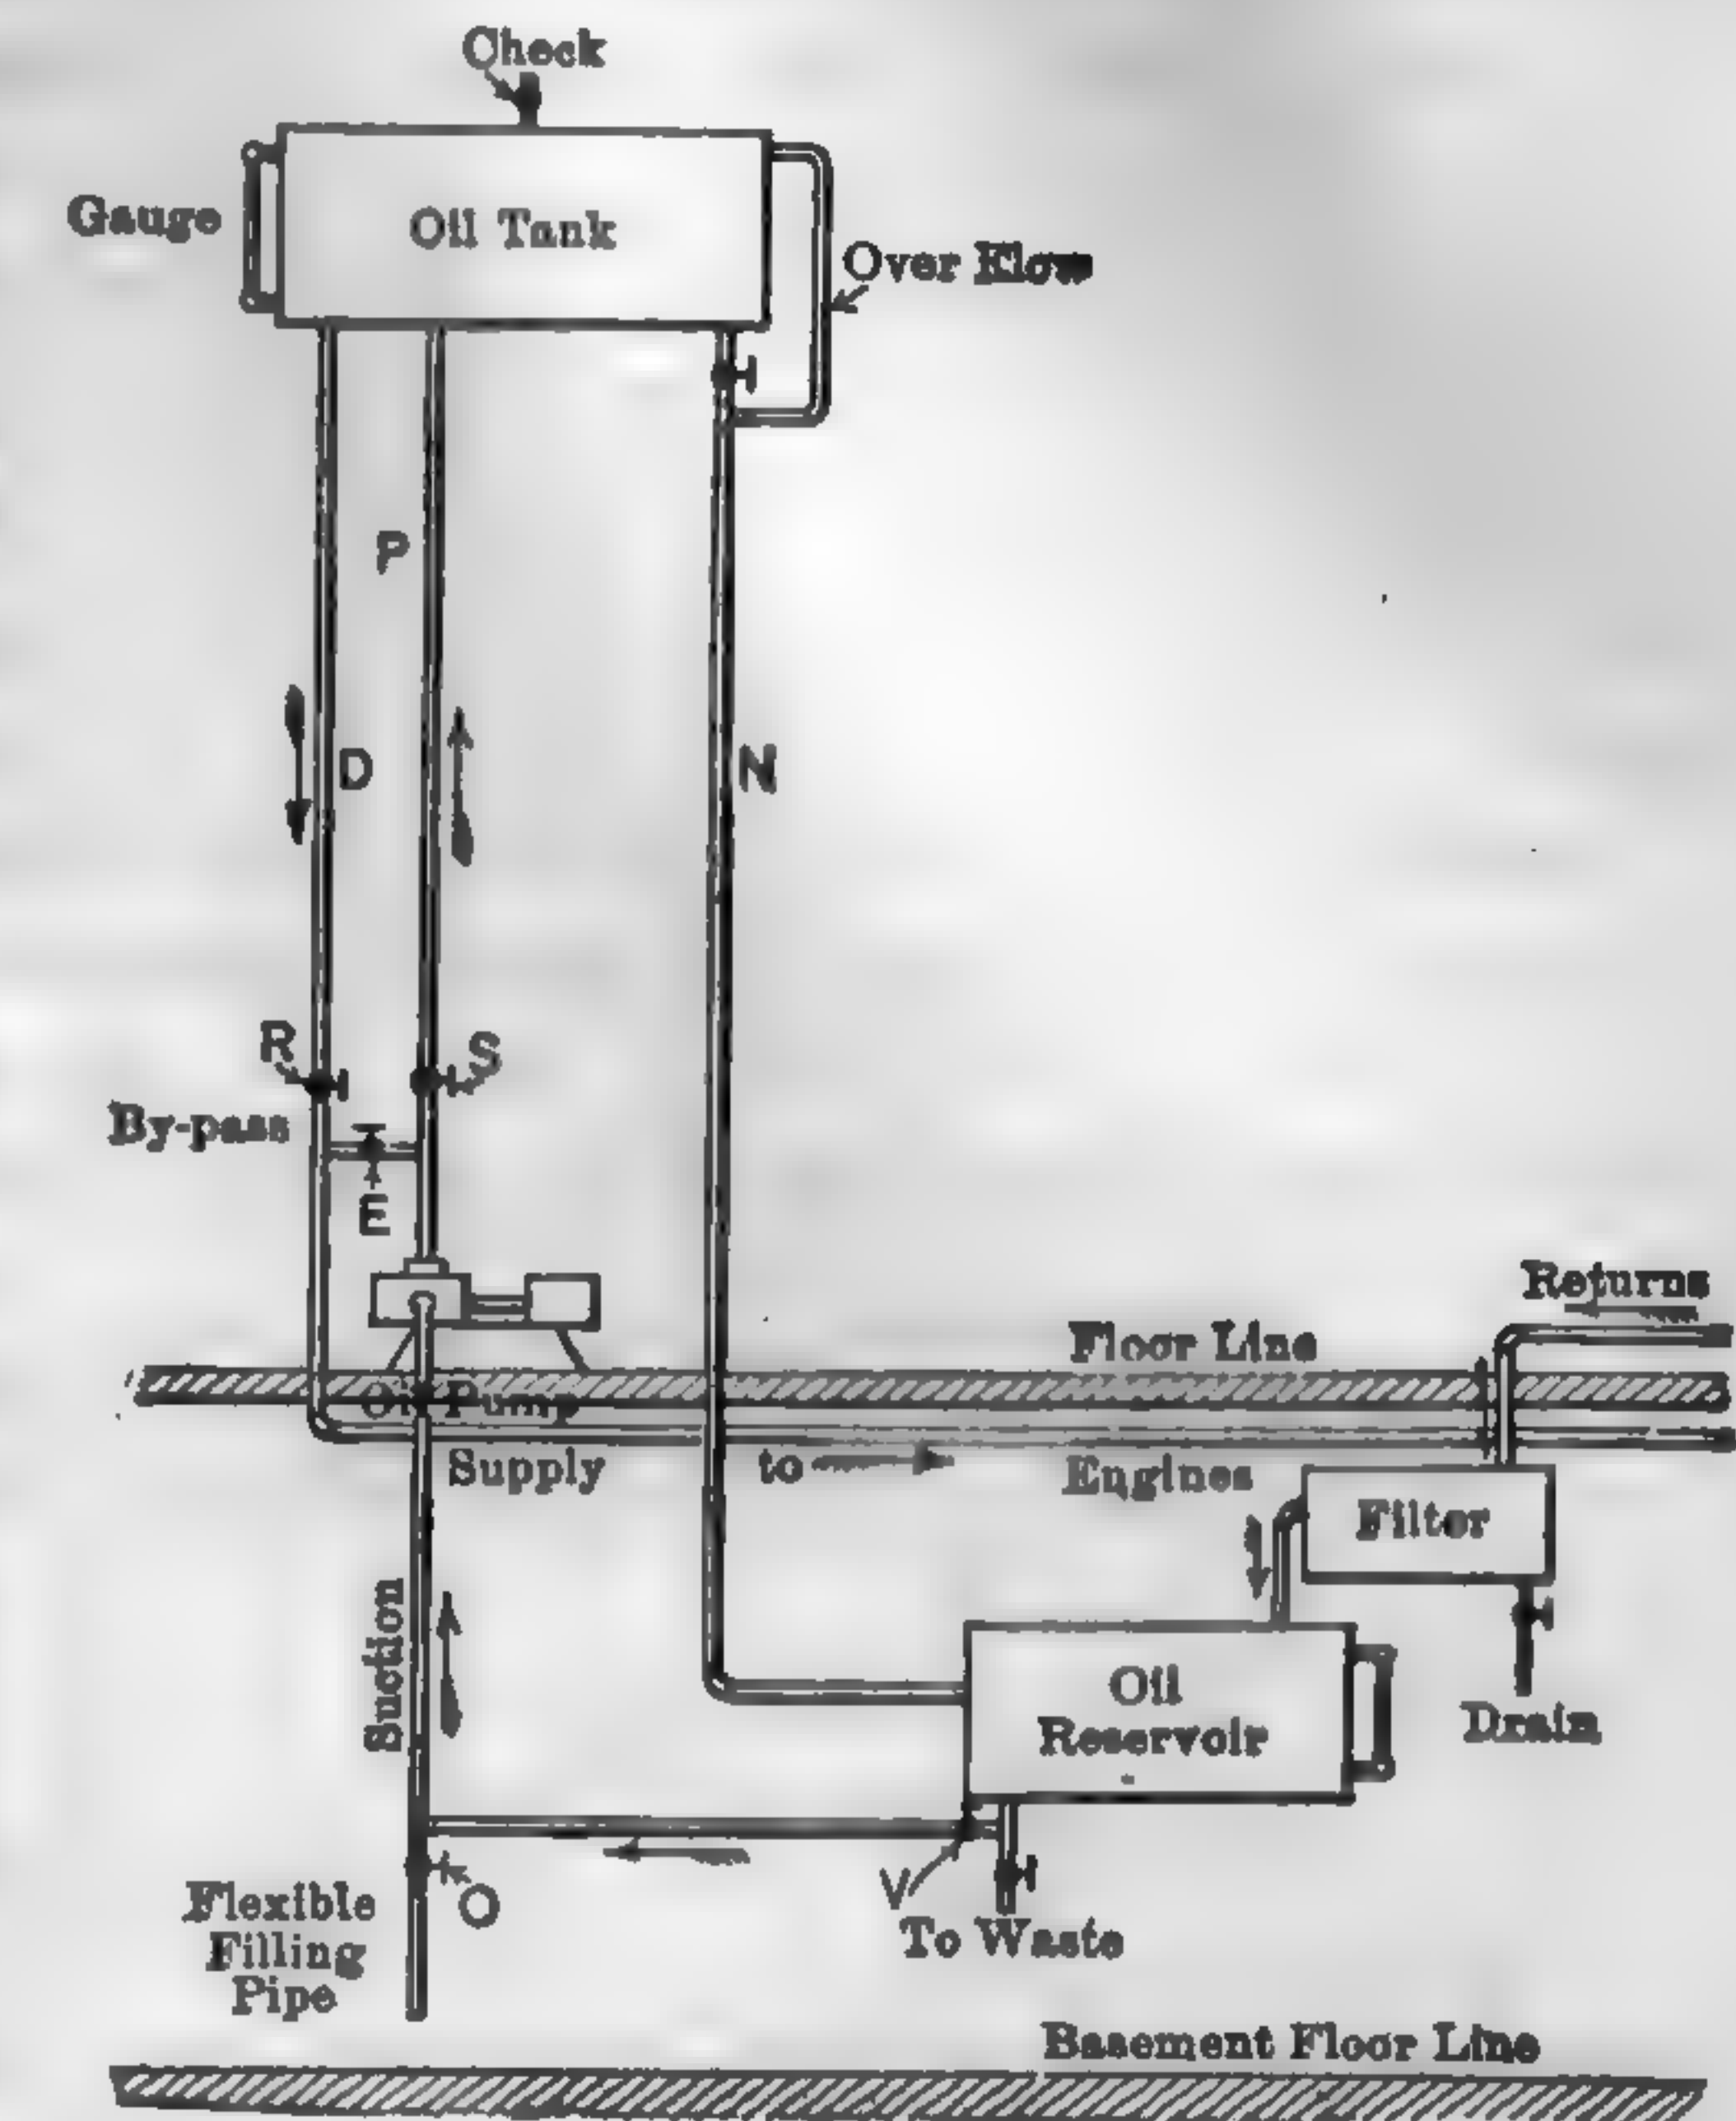 Check
Gauge
Oil Tank
Over Flow
P
D
N
R
S
By-pass
E
Returns
Floor Line
Oil Pump
Supply to Engines
Filter
Suction
Oil
Reservoir
Drain
V
O
Flexible
Filling
Pipe
To Waste
Basement Floor Line